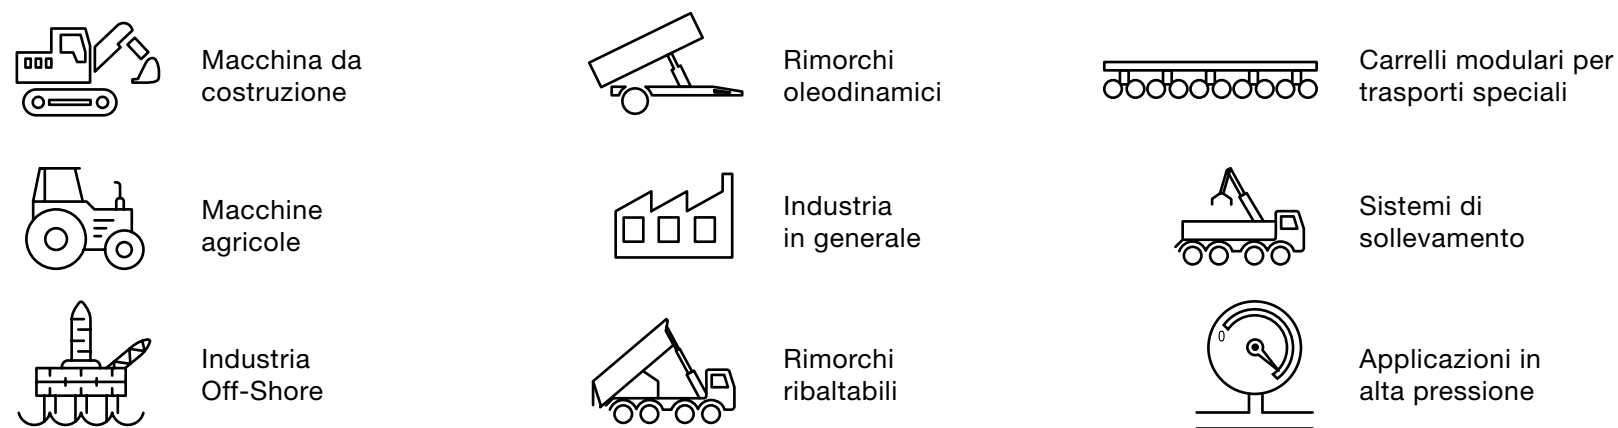 Macchina da
costruzione
Rimorchi
oleodinamici
Carrelli modulari per
trasporti speciali
Macchine
agricole
Industria
in generale
Sistemi di
sollevamento
Industria
Off-Shore
Rimorchi
ribaltabili
0
Applicazioni in
alta pressione